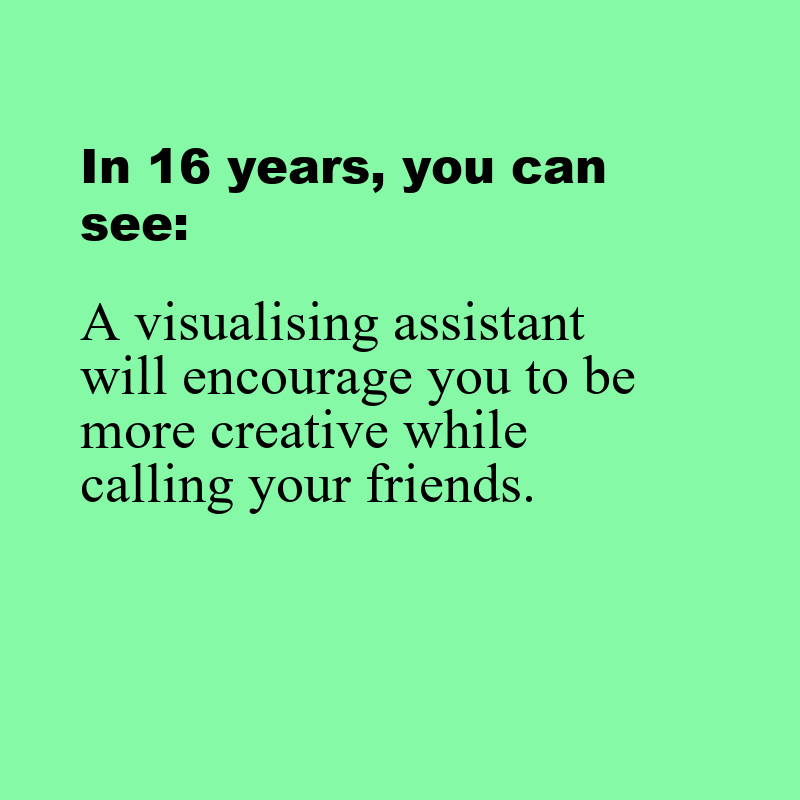 In 16 years, you can
see:
A visualising assistant
will encourage you to be
more creative while
calling your friends.